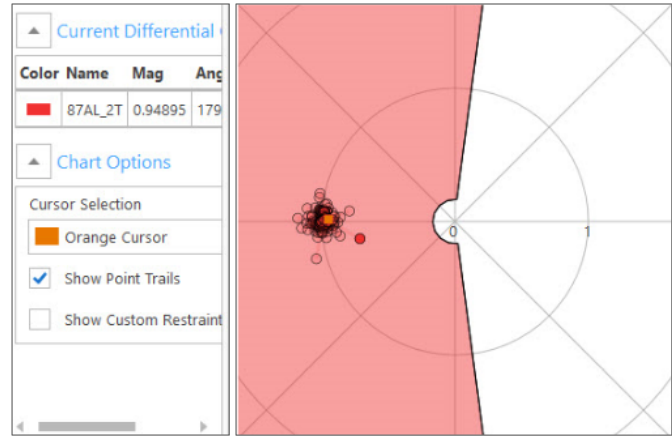 Current Differential
Color Name Mag Ang
87AL_2T 0.94895 179
Chart Options
Cursor Selection
Orange Cursor
Show Point Trails
Show Custom Restraint
0 1